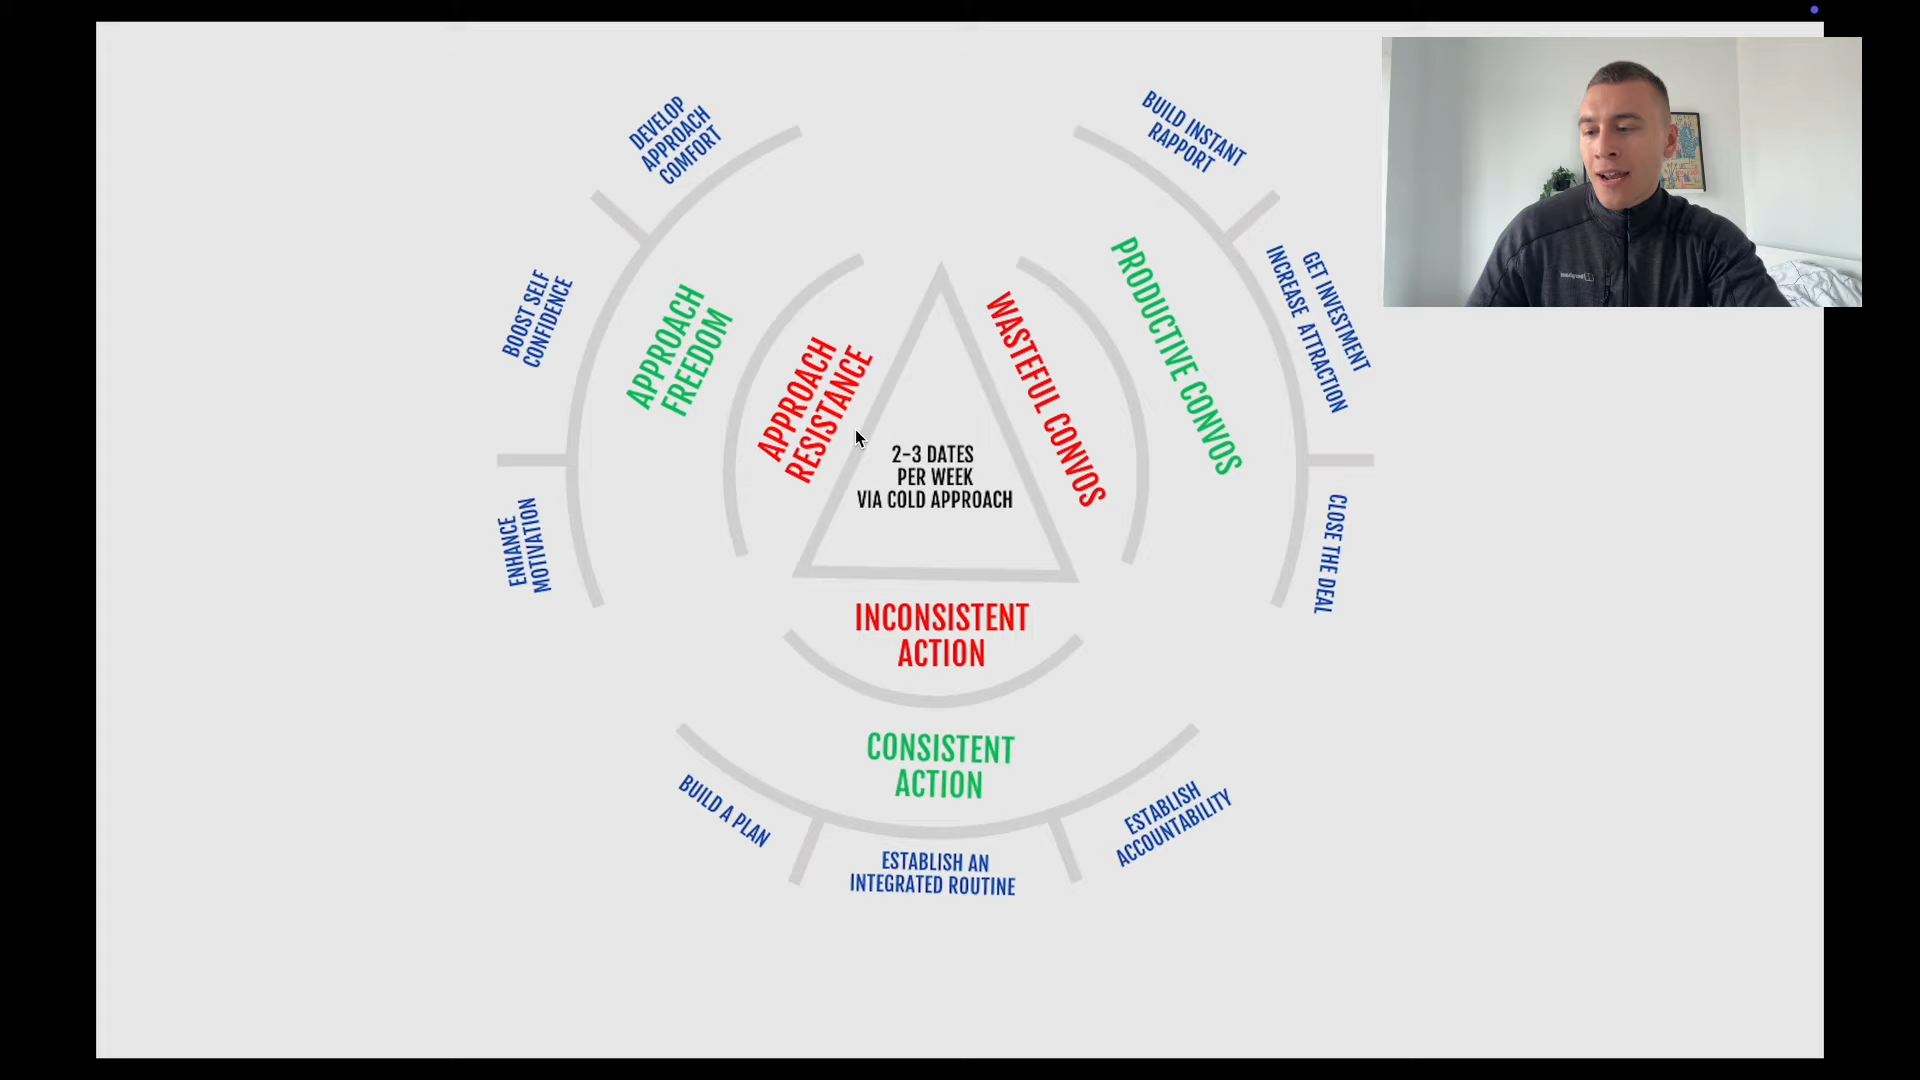 DEVELOP
APPROACH
COMFORT
BOOST SELF
CONFIDENCE
ENHANCE
MOTIVATION
APPROACH
FREEDOM
APPROACH
RESISTANCE
2-3 DATES
PER WEEK
VIA COLD APPROACH
WASTEFUL CONVOS
PRODUCTIVE CONVOS
BUILD INSTANT
RAPPORT
GET INVESTMENT
INCREASE ATTRACTION
CLOSE THE DEAL
INCONSISTENT
ACTION
CONSISTENT
ACTION
BUILD A PLAN
ESTABLISH AN
INTEGRATED ROUTINE
ESTABLISH
ACCOUNTABILITY